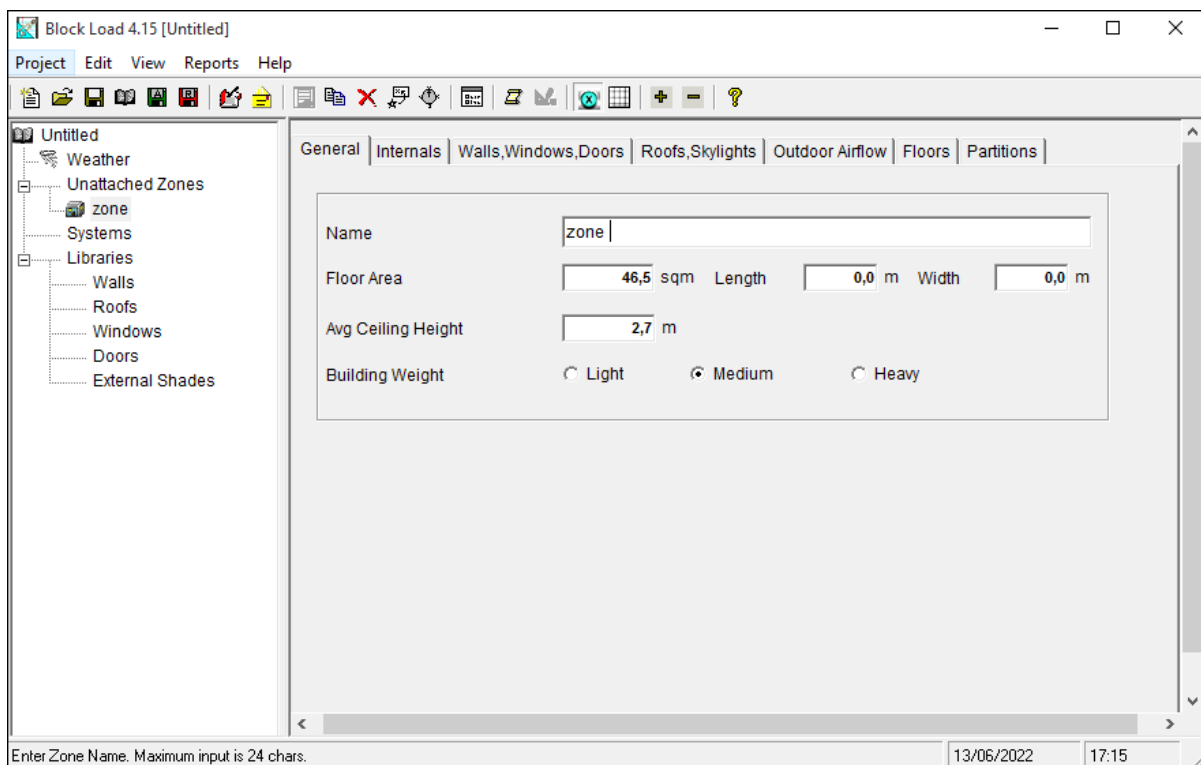 Block Load 4.15 [Untitled]
Project Edit View Reports Help
Untitled
Weather
Unattached Zones
zone
Systems
Libraries
Walls
Roofs
Windows
Doors
External Shades
General Internals Walls,Windows,Doors Roofs,Skylights Outdoor Airflow Floors Partitions
Name zone
Floor Area 46,5 sqm Length 0,0 m Width 0,0 m
Avg Ceiling Height 2,7 m
Building Weight Light Medium Heavy
Enter Zone Name. Maximum input is 24 chars. 13/06/2022 17:15